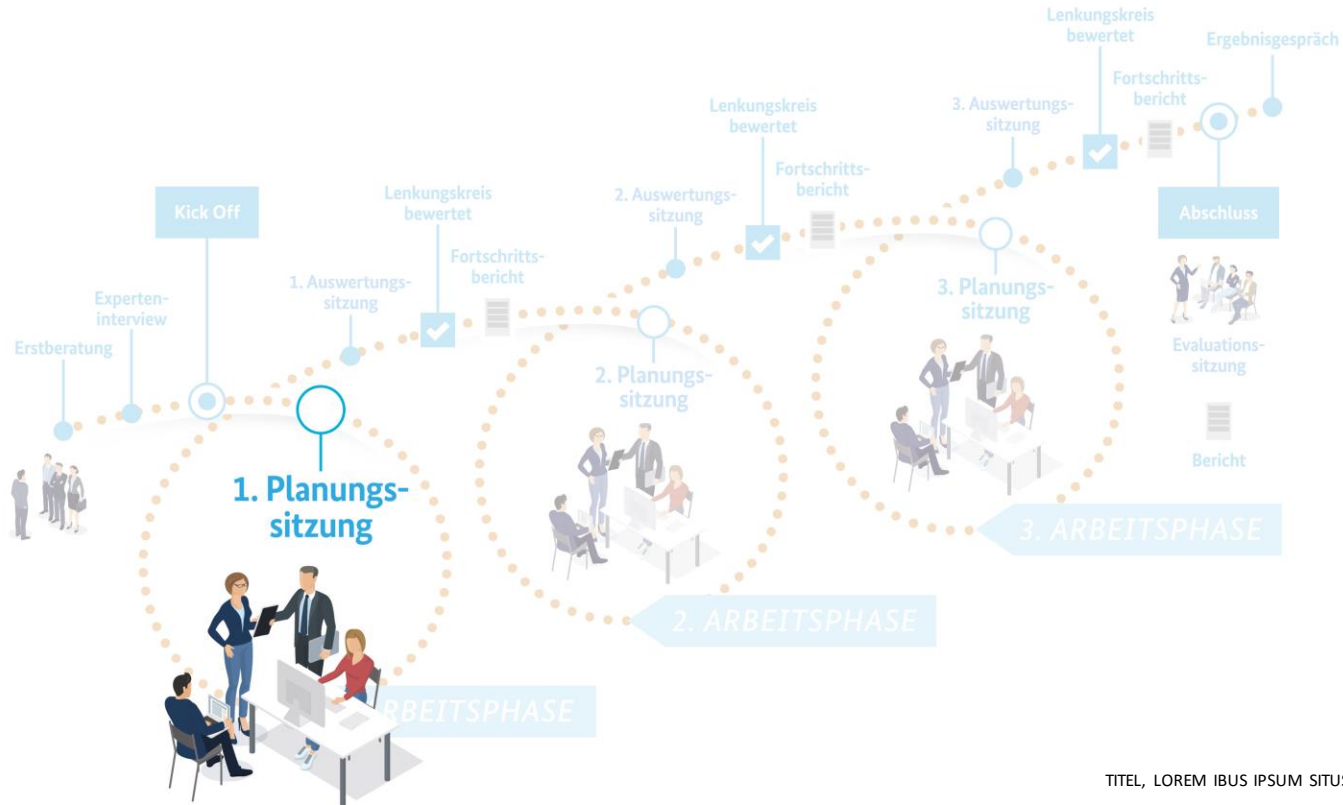 Erstberatung
Experten-
interview
Kick Off
1. Planungs-
sitzung
1. Auswertungs-
sitzung
Lenkungskreis
bewertet
Fortschritts-
bericht
RBEITSPHASE
2. Planungs-
sitzung
2. Auswertungs-
sitzung
Lenkungskreis
bewertet
Fortschritts-
bericht
2. ARBEITSPHASE
3. Planungs-
sitzung
3. Auswertungs-
sitzung
Lenkungskreis
bewertet
Fortschritts-
bericht
3. ARBEITSPHASE
Ergebnisgespräch
Abschluss
Evaluations-
sitzung
Bericht
TITEL, LOREM IBUS IPSUM SITUS